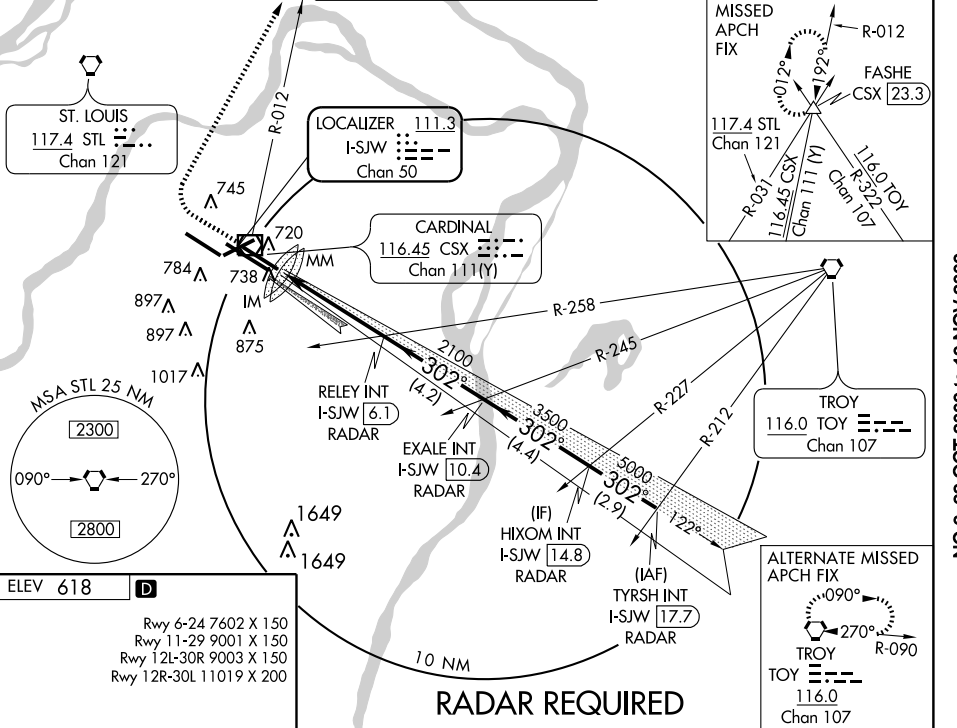 MISSED
APCH
FIX
R-012
012°
192°
FASHE
CSX 23.3
117.4 STL
Chan 121
R-031
116.45 CSX
Chan 111 (Y)
116.0 TOY
R-322
Chan 107
ST. LOUIS
117.4 STL
Chan 121
R-012
LOCALIZER 111.3
I-SJW
Chan 50
745
720
CARDINAL
116.45 CSX
Chan 111(Y)
784
738
MM
IM
897
897
875
1017
R-258
R-245
R-227
R-212
2100
302°
(4.2)
3500
302°
(4.4)
5000
302°
(2.9)
122°
RELEY INT
I-SJW 6.1
RADAR
EXALE INT
I-SJW 10.4
RADAR
(IF)
HIXOM INT
I-SJW 14.8
RADAR
(IAF)
TYRSH INT
I-SJW 17.7
RADAR
TROY
116.0 TOY
Chan 107
MSA STL 25 NM
2300
090°
270°
2800
1649
1649
ELEV 618 D
Rwy 6-24 7602 X 150
Rwy 11-29 9001 X 150
Rwy 12L-30R 9003 X 150
Rwy 12R-30L 11019 X 200
10 NM
RADAR REQUIRED
ALTERNATE MISSED
APCH FIX
090°
270°
R-090
TROY
TOY
116.0
Chan 107